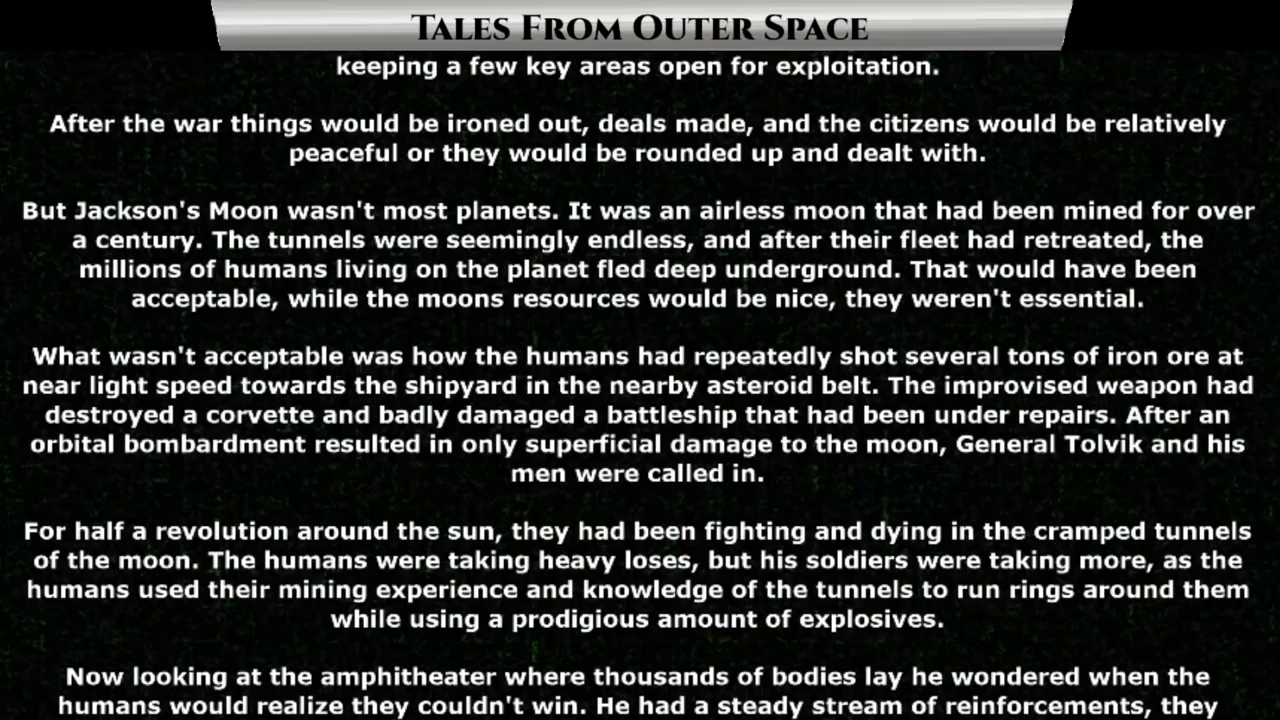 Tales From Outer Space
keeping a few key areas open for exploitation.
After the war things would be ironed out, deals made, and the citizens would be relatively
peaceful or they would be rounded up and dealt with.
But Jackson's Moon wasn't most planets. It was an airless moon that had been mined for over
a century. The tunnels were seemingly endless, and after their fleet had retreated, the
millions of humans living on the planet fled deep underground. That would have been
acceptable, while the moons resources would be nice, they weren't essential.
What wasn't acceptable was how the humans had repeatedly shot several tons of iron ore at
near light speed towards the shipyard in the nearby asteroid belt. The improvised weapon had
destroyed a corvette and badly damaged a battleship that had been under repairs. After an
orbital bombardment resulted in only superficial damage to the moon, General Tolvik and his
men were called in.
For half a revolution around the sun, they had been fighting and dying in the cramped tunnels
of the moon. The humans were taking heavy loses, but his soldiers were taking more, as the
humans used their mining experience and knowledge of the tunnels to run rings around them
while using a prodigious amount of explosives.
Now looking at the amphitheater where thousands of bodies lay he wondered when the
humans would realize they couldn't win. He had a steady stream of reinforcements, they